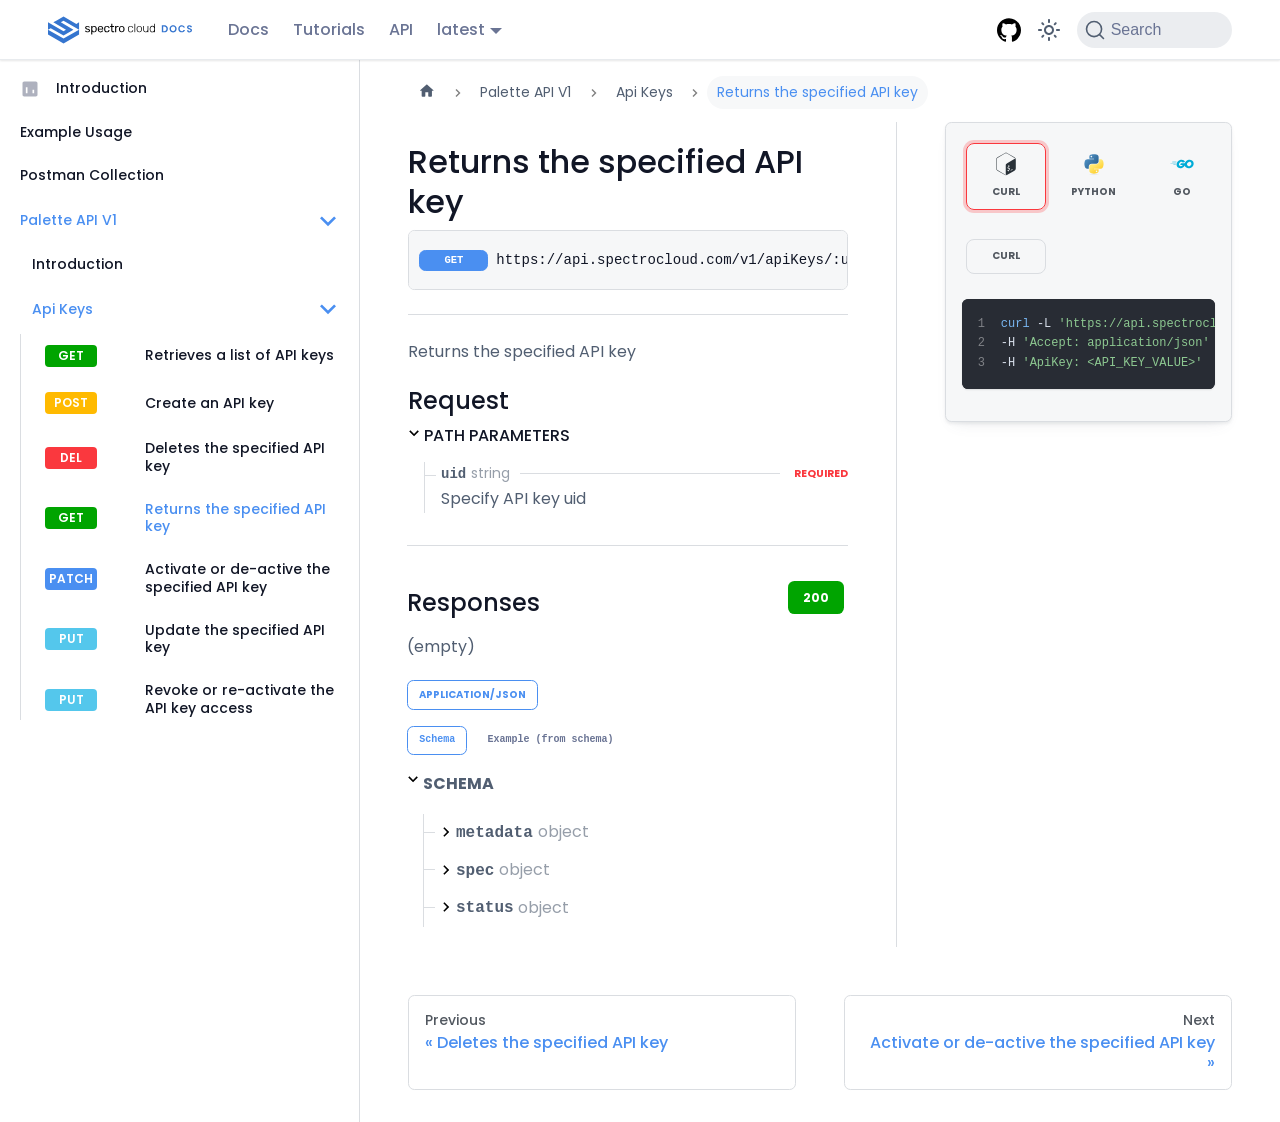 spectro cloud DOCS
Docs
Tutorials
API
latest
Search
Introduction
Example Usage
Postman Collection
Palette API V1
Introduction
Api Keys
GET Retrieves a list of API keys
POST Create an API key
DEL Deletes the specified API
key
GET Returns the specified API
key
PATCH Activate or de-active the
specified API key
PUT Update the specified API
key
PUT Revoke or re-activate the
API key access
Palette API V1
Api Keys
Returns the specified API key
Returns the specified API
key
GET https://api.spectrocloud.com/v1/apiKeys/:u
Returns the specified API key
Request
PATH PARAMETERS
uid string REQUIRED
Specify API key uid
Responses
200
(empty)
APPLICATION/JSON
Schema Example (from schema)
SCHEMA
metadata object
spec object
status object
CURL PYTHON GO
CURL
1 curl -L 'https://api.spectrocl
2 -H 'Accept: application/json'
3 -H 'ApiKey: <API_KEY_VALUE>'
Previous
« Deletes the specified API key
Next
Activate or de-active the specified API key
»